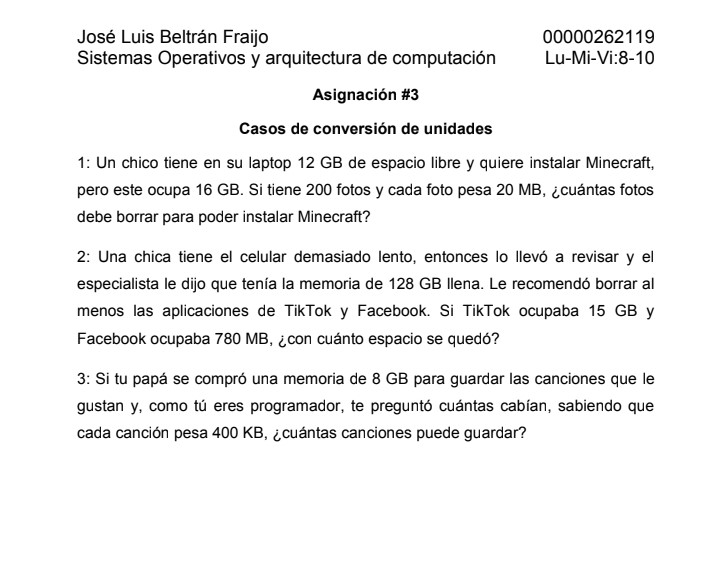 José Luis Beltrán Fraijo 00000262119
Sistemas Operativos y arquitectura de computación Lu-Mi-Vi:8-10
Asignación #3
Casos de conversión de unidades
1: Un chico tiene en su laptop 12 GB de espacio libre y quiere instalar Minecraft,
pero este ocupa 16 GB. Si tiene 200 fotos y cada foto pesa 20 MB, ¿cuántas fotos
debe borrar para poder instalar Minecraft?
2: Una chica tiene el celular demasiado lento, entonces lo llevó a revisar y el
especialista le dijo que tenía la memoria de 128 GB llena. Le recomendó borrar al
menos las aplicaciones de TikTok y Facebook. Si TikTok ocupaba 15 GB y
Facebook ocupaba 780 MB, ¿con cuánto espacio se quedó?
3: Si tu papá se compró una memoria de 8 GB para guardar las canciones que le
gustan y, como tú eres programador, te preguntó cuántas cabían, sabiendo que
cada canción pesa 400 KB, ¿cuántas canciones puede guardar?